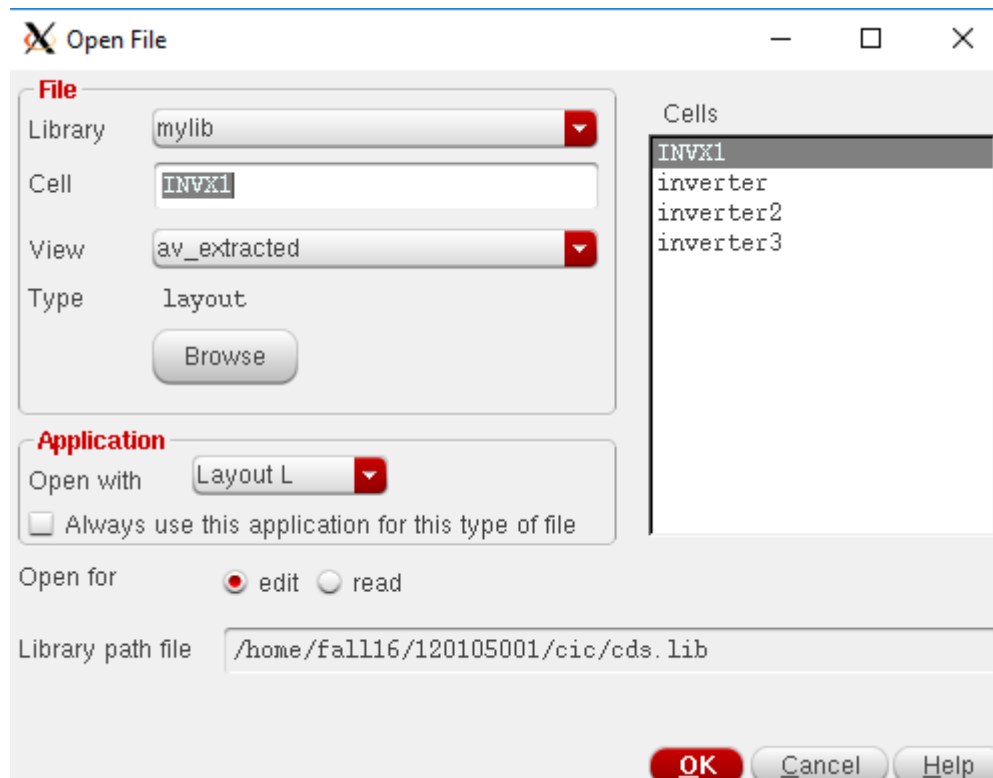 Open File
File
Library mylib
Cell INVX1
View av_extracted
Type layout
Browse
Cells
INVX1
inverter
inverter2
inverter3
Application
Open with Layout L
Always use this application for this type of file
Open for edit read
Library path file /home/fall16/120105001/cic/cds.lib
OK Cancel Help